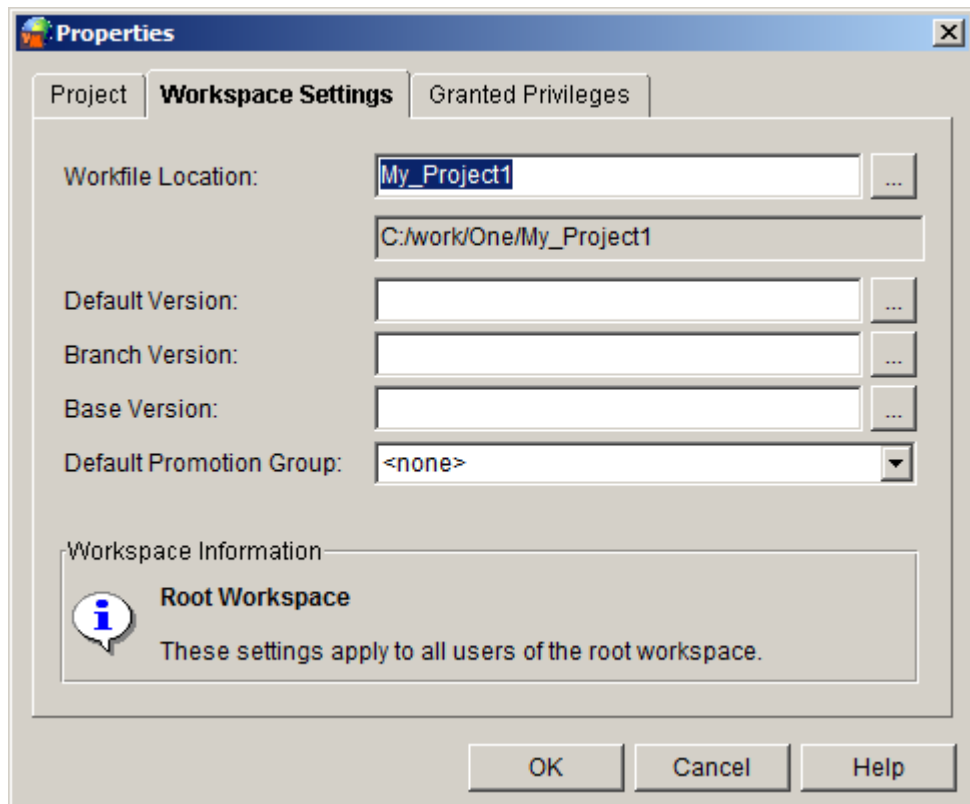 Properties
Project Workspace Settings Granted Privileges
Workfile Location: My_Project1 ...
C:/work/One/My_Project1
Default Version: ...
Branch Version: ...
Base Version: ...
Default Promotion Group: <none>
Workspace Information
Root Workspace
These settings apply to all users of the root workspace.
OK Cancel Help